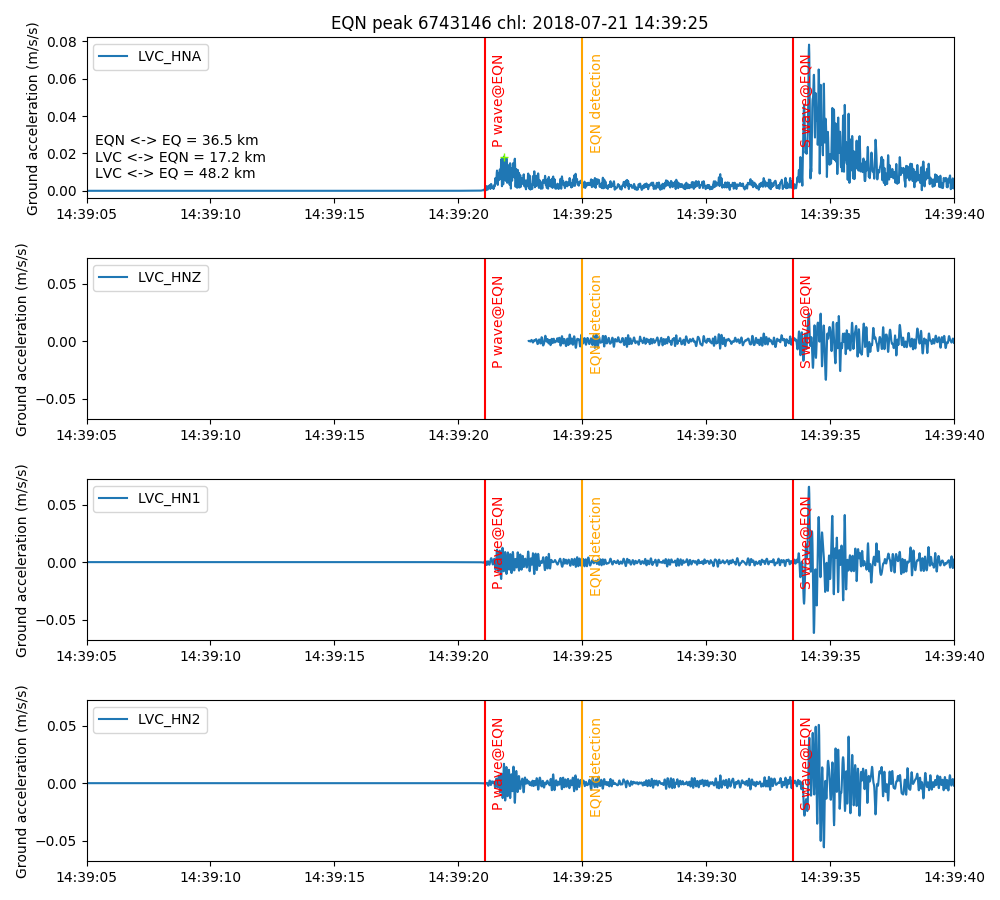 EQN peak 6743146 chl: 2018-07-21 14:39:25
Ground acceleration (m/s/s)
0.08
0.06
0.04
0.02
0.00
LVC_HNA
EQN <-> EQ = 36.5 km
LVC <-> EQN = 17.2 km
LVC <-> EQ = 48.2 km
P wave@EQN
EQN detection
S wave@EQN
14:39:05 14:39:10 14:39:15 14:39:20 14:39:25 14:39:30 14:39:35 14:39:40
Ground acceleration (m/s/s)
0.05
0.00
−0.05
LVC_HNZ
P wave@EQN
EQN detection
S wave@EQN
14:39:05 14:39:10 14:39:15 14:39:20 14:39:25 14:39:30 14:39:35 14:39:40
Ground acceleration (m/s/s)
0.05
0.00
−0.05
LVC_HN1
P wave@EQN
EQN detection
S wave@EQN
14:39:05 14:39:10 14:39:15 14:39:20 14:39:25 14:39:30 14:39:35 14:39:40
Ground acceleration (m/s/s)
0.05
0.00
−0.05
LVC_HN2
P wave@EQN
EQN detection
S wave@EQN
14:39:05 14:39:10 14:39:15 14:39:20 14:39:25 14:39:30 14:39:35 14:39:40